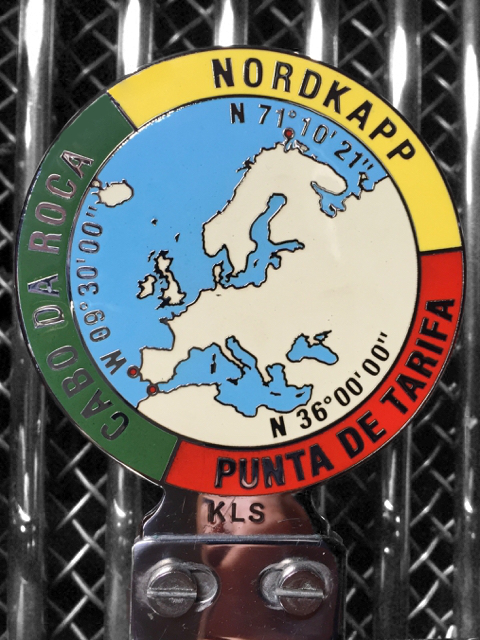 NORDKAPP
N 71°10'21"
CABO DA ROCA
W 09°30'00"
N 36°00'00"
PUNTA DE TARIFA
KLS